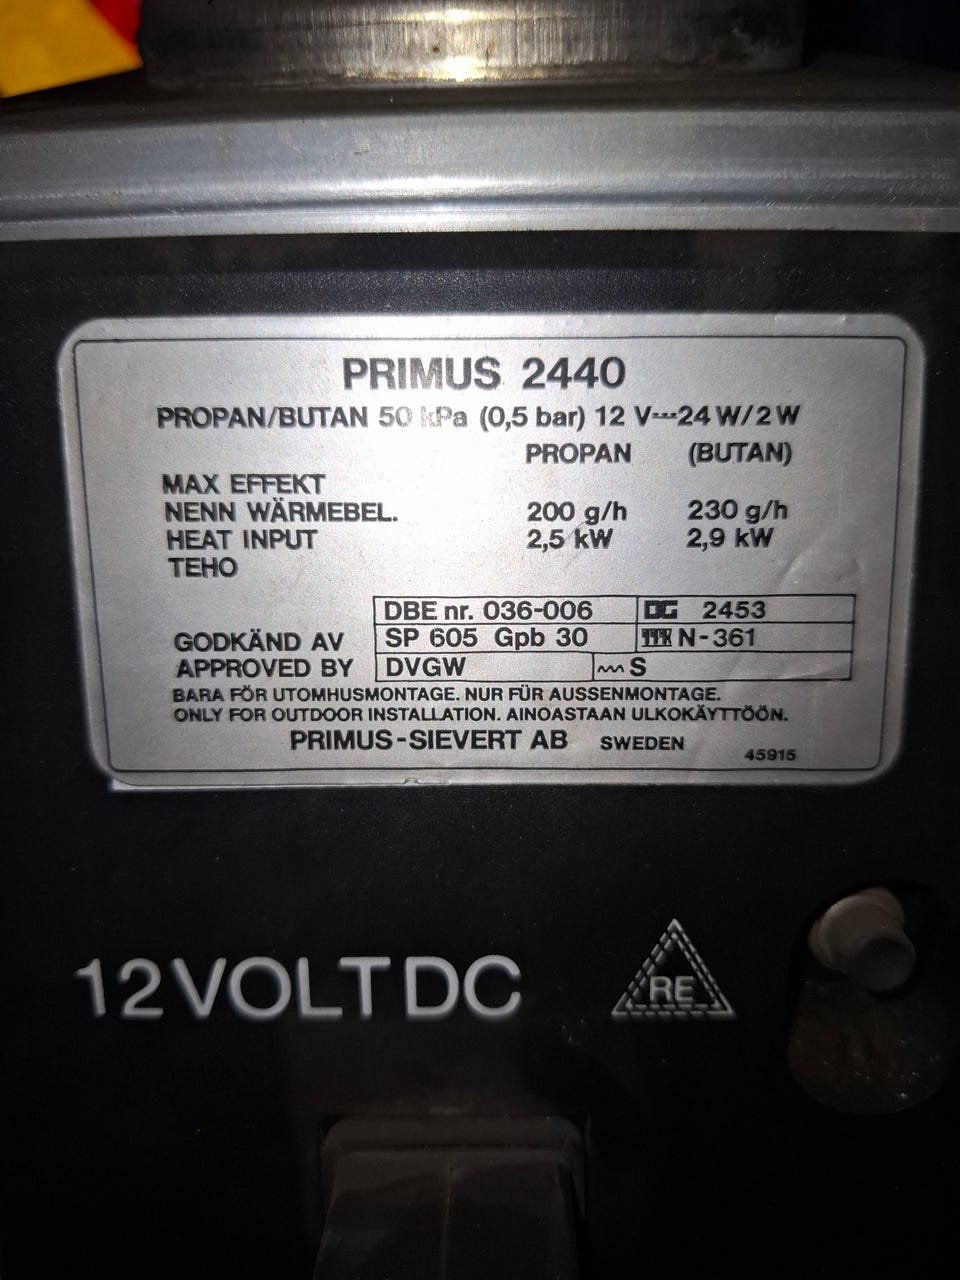 PRIMUS 2440
PROPAN/BUTAN 50 kPa (0,5 bar) 12 V⎓24 W/2 W
PROPAN (BUTAN)
MAX EFFEKT
NENN WÄRMEBEL. 200 g/h 230 g/h
HEAT INPUT 2,5 kW 2,9 kW
TEHO
DBE nr. 036-006 DG 2453
GODKÄND AV SP 605 Gpb 30 N-361
APPROVED BY DVGW S
BARA FÖR UTOMHUSMONTAGE. NUR FÜR AUSSENMONTAGE.
ONLY FOR OUTDOOR INSTALLATION. AINOASTAAN ULKOKÄYTTÖÖN.
PRIMUS-SIEVERT AB SWEDEN 45915
12 VOLT DC RE